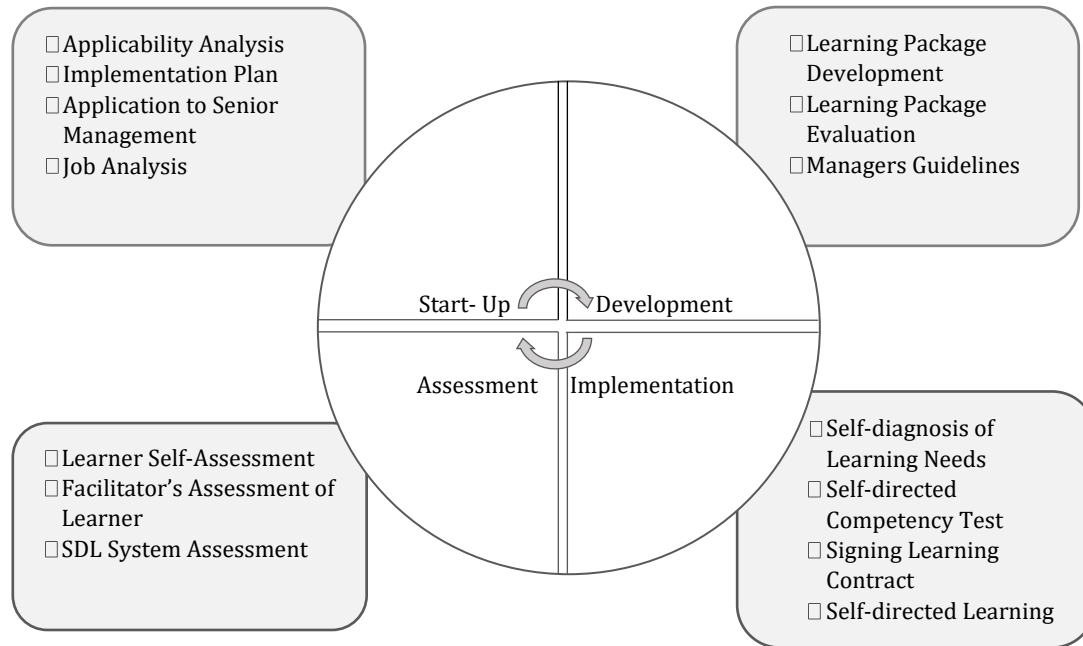 □ Applicability Analysis
□ Implementation Plan
□ Application to Senior
Management
□ Job Analysis
□ Learning Package
Development
□ Learning Package
Evaluation
□ Managers Guidelines
Start- Up
Development
Assessment
Implementation
□ Learner Self-Assessment
□ Facilitator’s Assessment of
Learner
□ SDL System Assessment
□ Self-diagnosis of
Learning Needs
□ Self-directed
Competency Test
□ Signing Learning
Contract
□ Self-directed Learning